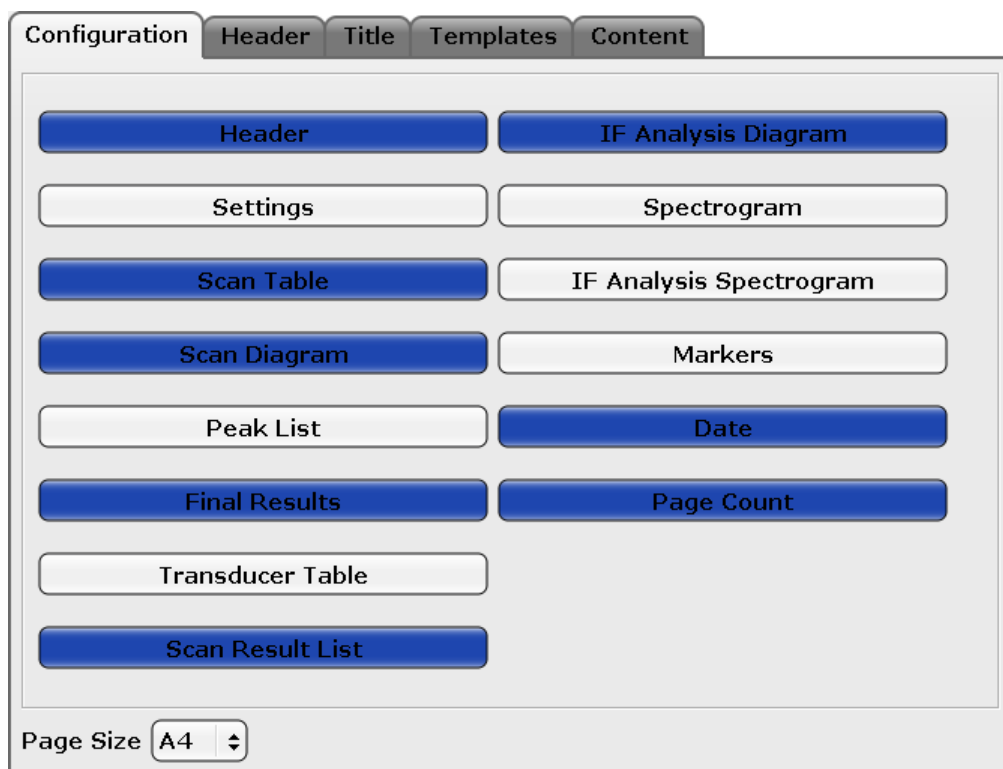 Configuration Header Title Templates Content
Header IF Analysis Diagram
Settings Spectrogram
Scan Table IF Analysis Spectrogram
Scan Diagram Markers
Peak List Date
Final Results Page Count
Transducer Table
Scan Result List
Page Size A4